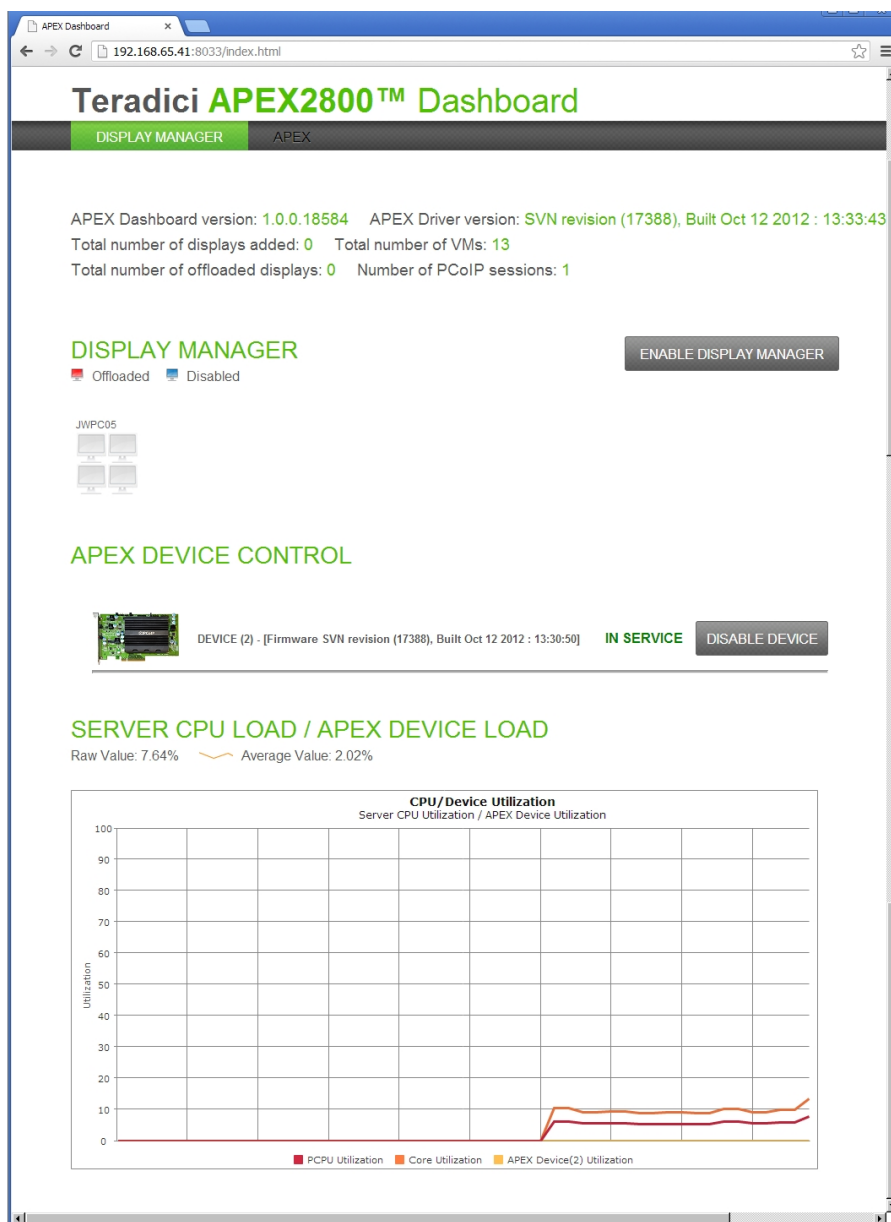 APEX Dashboard
192.168.65.41:8033/index.html
Teradici APEX2800™ Dashboard
DISPLAY MANAGER APEX
APEX Dashboard version: 1.0.0.18584 APEX Driver version: SVN revision (17388), Built Oct 12 2012 : 13:33:43
Total number of displays added: 0 Total number of VMs: 13
Total number of offloaded displays: 0 Number of PCoIP sessions: 1
DISPLAY MANAGER
ENABLE DISPLAY MANAGER
Offloaded Disabled
JWPC05
APEX DEVICE CONTROL
DEVICE (2) - [Firmware SVN revision (17388), Built Oct 12 2012 : 13:30:50] IN SERVICE DISABLE DEVICE
SERVER CPU LOAD / APEX DEVICE LOAD
Raw Value: 7.64% Average Value: 2.02%
CPU/Device Utilization
Server CPU Utilization / APEX Device Utilization
100
90
80
70
60
50
40
30
20
10
0
Utilization
PCPU Utilization Core Utilization APEX Device(2) Utilization